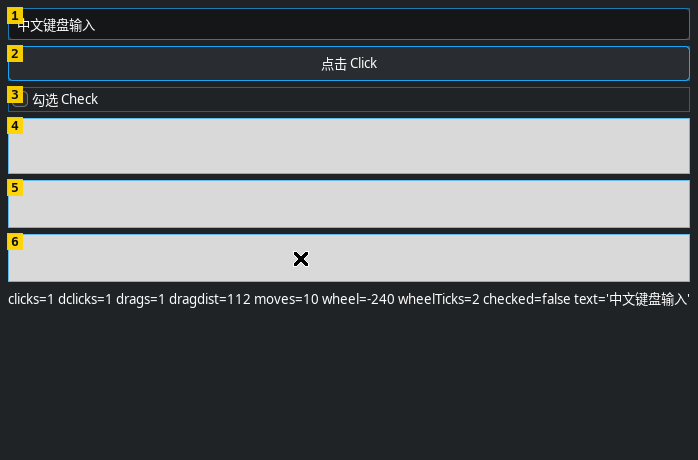 1
中文键盘输入
2
点击 Click
3
勾选 Check
4
5
6
clicks=1 dclicks=1 drags=1 dragdist=112 moves=10 wheel=-240 wheelTicks=2 checked=false text='中文键盘输入'